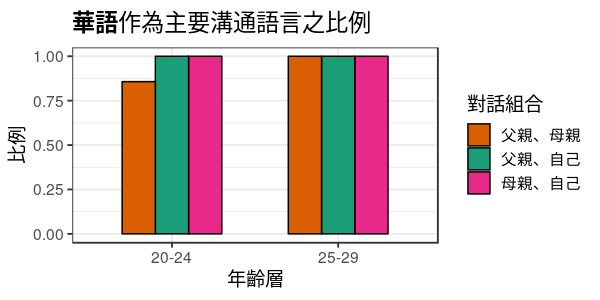 華語作為主要溝通語言之比例
1.00
0.75
0.50
0.25
0.00
比例
20-24
25-29
年齡層
對話組合
父親、母親
父親、自己
母親、自己